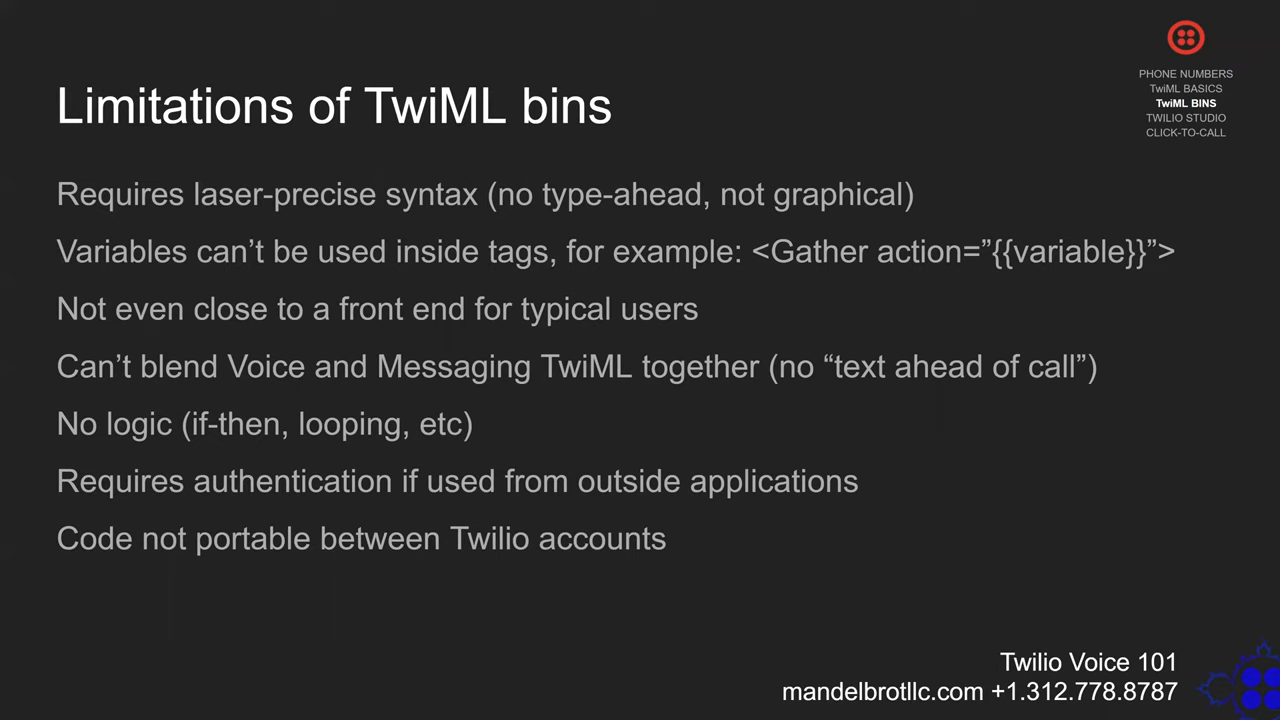 PHONE NUMBERS
TwiML BASICS
TwiML BINS
TWILIO STUDIO
CLICK-TO-CALL
Limitations of TwiML bins
Requires laser-precise syntax (no type-ahead, not graphical)
Variables can’t be used inside tags, for example: <Gather action=”{{variable}}”>
Not even close to a front end for typical users
Can’t blend Voice and Messaging TwiML together (no “text ahead of call”)
No logic (if-then, looping, etc)
Requires authentication if used from outside applications
Code not portable between Twilio accounts
Twilio Voice 101
mandelbrotllc.com +1.312.778.8787